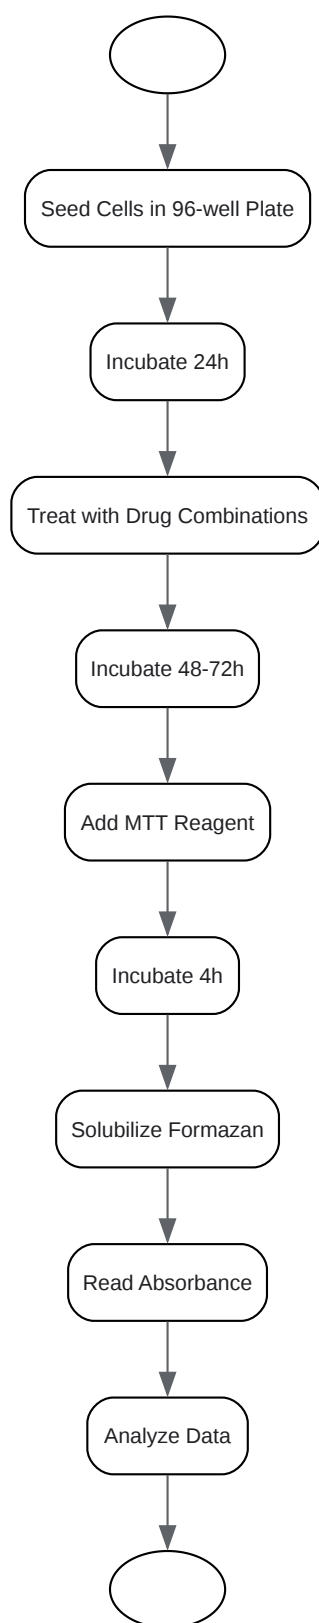 Seed Cells in 96-well Plate
Incubate 24h
Treat with Drug Combinations
Incubate 48-72h
Add MTT Reagent
Incubate 4h
Solubilize Formazan
Read Absorbance
Analyze Data